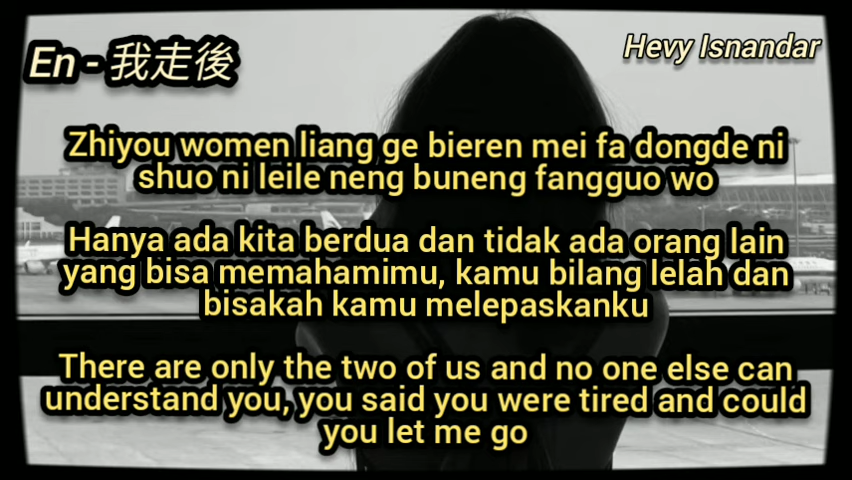 En - 我走後
Hevy Isnandar
Zhiyou women liang ge bieren mei fa dongde ni
shuo ni leile neng buneng fangguo wo
Hanya ada kita berdua dan tidak ada orang lain
yang bisa memahamimu, kamu bilang lelah dan
bisakah kamu melepaskanku
There are only the two of us and no one else can
understand you, you said you were tired and could
you let me go